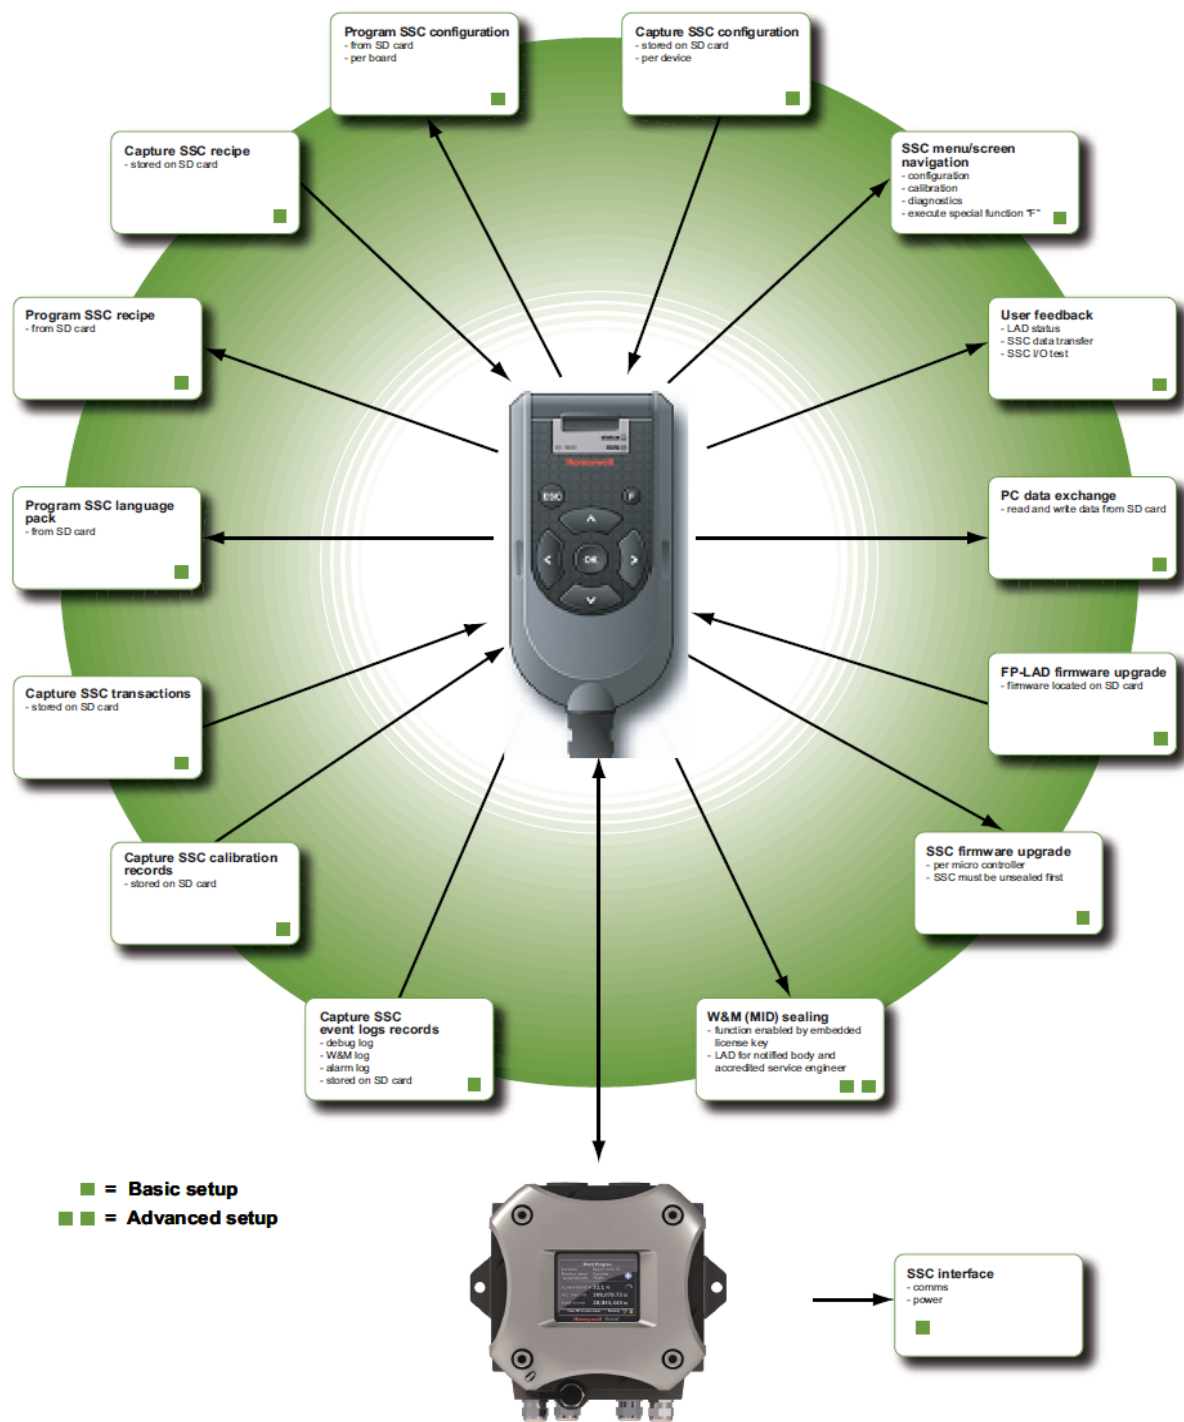 Program SSC configuration
- from SD card
- per board
Capture SSC configuration
- stored on SD card
- per device
Capture SSC recipe
- stored on SD card
SSC menu/screen
navigation
- configuration
- calibration
- diagnostics
- execute special function "F"
Program SSC recipe
- from SD card
User feedback
- LAD status
- SSC data transfer
- SSC I/O test
status
Honeywell
ESC
F
OK
Program SSC language
pack
- from SD card
PC data exchange
- read and write data from SD card
Capture SSC transactions
- stored on SD card
FP-LAD firmware upgrade
- firmware located on SD card
Capture SSC calibration
records
- stored on SD card
SSC firmware upgrade
- per micro controller
- SSC must be unsealed first
Capture SSC
event logs records
- debug log
- W&M log
- alarm log
- stored on SD card
W&M (MID) sealing
- function enabled by embedded
license key
- LAD for notified body and
accredited service engineer
= Basic setup
= Advanced setup
Honeywell Enraf
SSC interface
- comms
- power